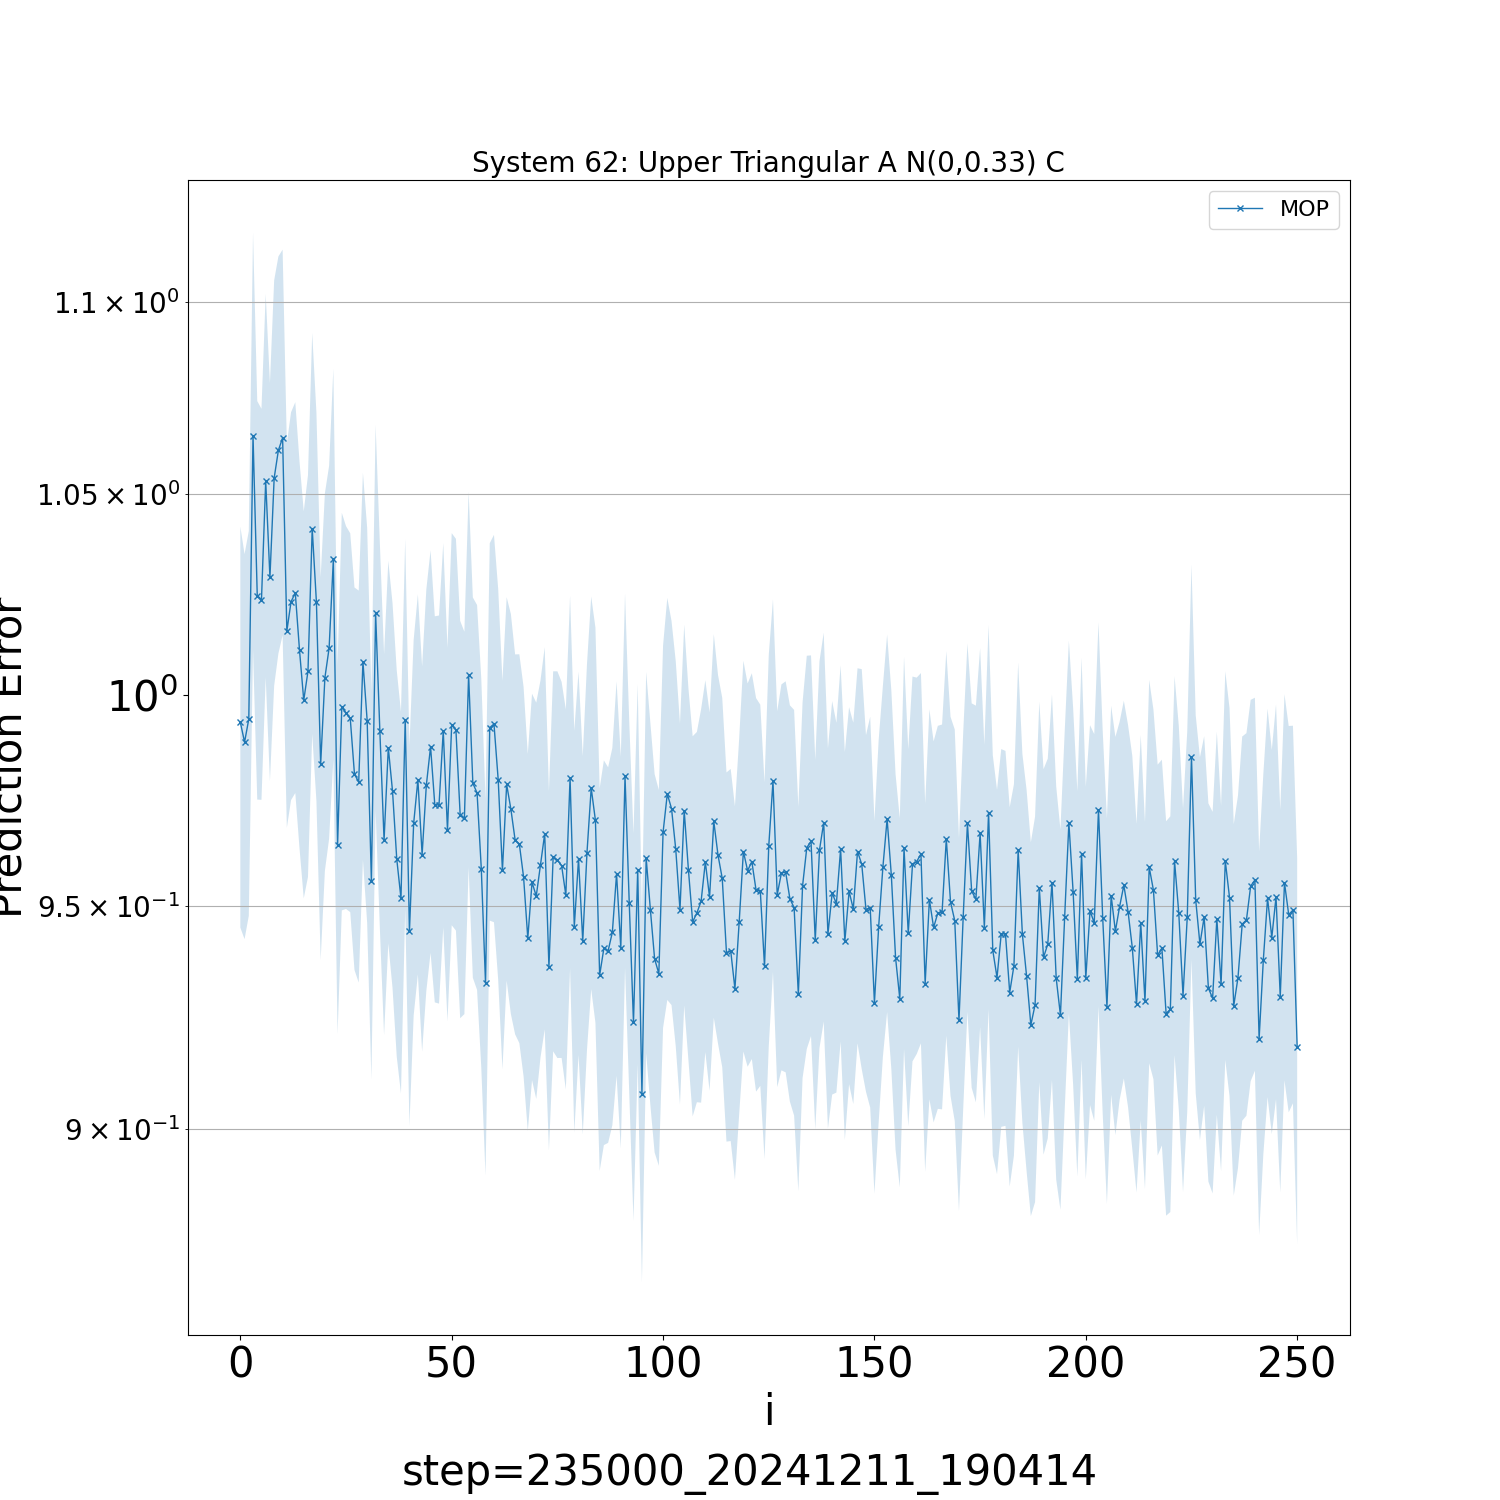 System 62: Upper Triangular A N(0,0.33) C
MOP
1.1 × 10⁰
1.05 × 10⁰
10⁰
9.5 × 10⁻¹
9 × 10⁻¹
Prediction Error
0 50 100 150 200 250
i
step=235000_20241211_190414